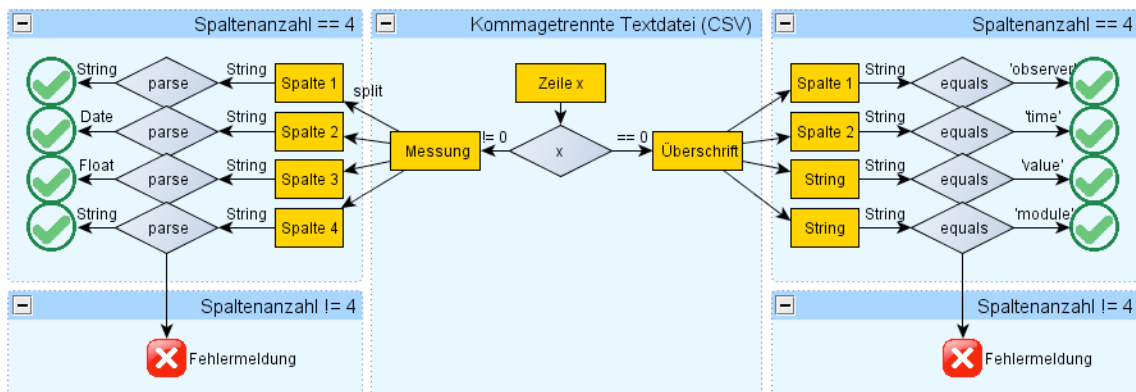 Spaltenanzahl == 4
Kommagetrennte Textdatei (CSV)
Spaltenanzahl == 4
String parse String Spalte 1
split
Zeile x
Spalte 1 String equals 'observer'
Date parse String Spalte 2
Spalte 2 String equals 'time'
Messung != 0 x == 0 Überschrift
Float parse String Spalte 3
String String equals 'value'
String parse String Spalte 4
String String equals 'module'
Spaltenanzahl != 4
Spaltenanzahl != 4
Fehlermeldung
Fehlermeldung